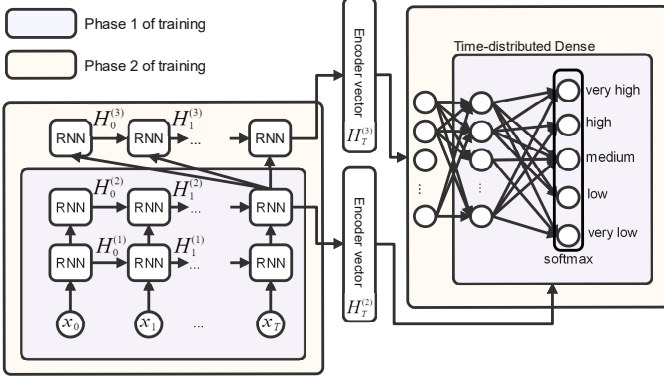 Phase 1 of training
Phase 2 of training
Encoder vector
H_T^{(3)}
Time-distributed Dense
very high
high
medium
low
very low
softmax
...
...
RNN H_0^{(3)} RNN H_1^{(3)} ... RNN
RNN H_0^{(2)} RNN H_1^{(2)} ... RNN
RNN H_0^{(1)} RNN H_1^{(1)} ... RNN
x_0 x_1 ... x_T
Encoder vector
H_T^{(2)}